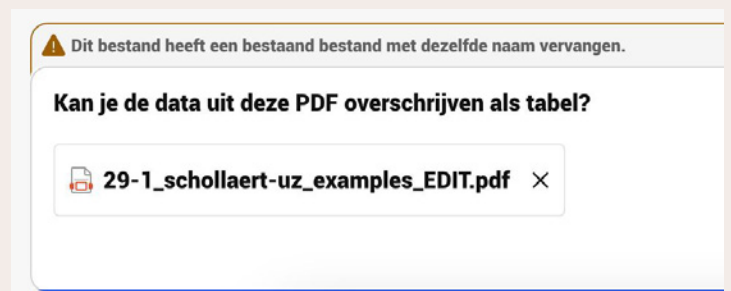 Dit bestand heeft een bestaand bestand met dezelfde naam vervangen.
Kan je de data uit deze PDF overschrijven als tabel?
29-1_schollaert-uz_examples_EDIT.pdf